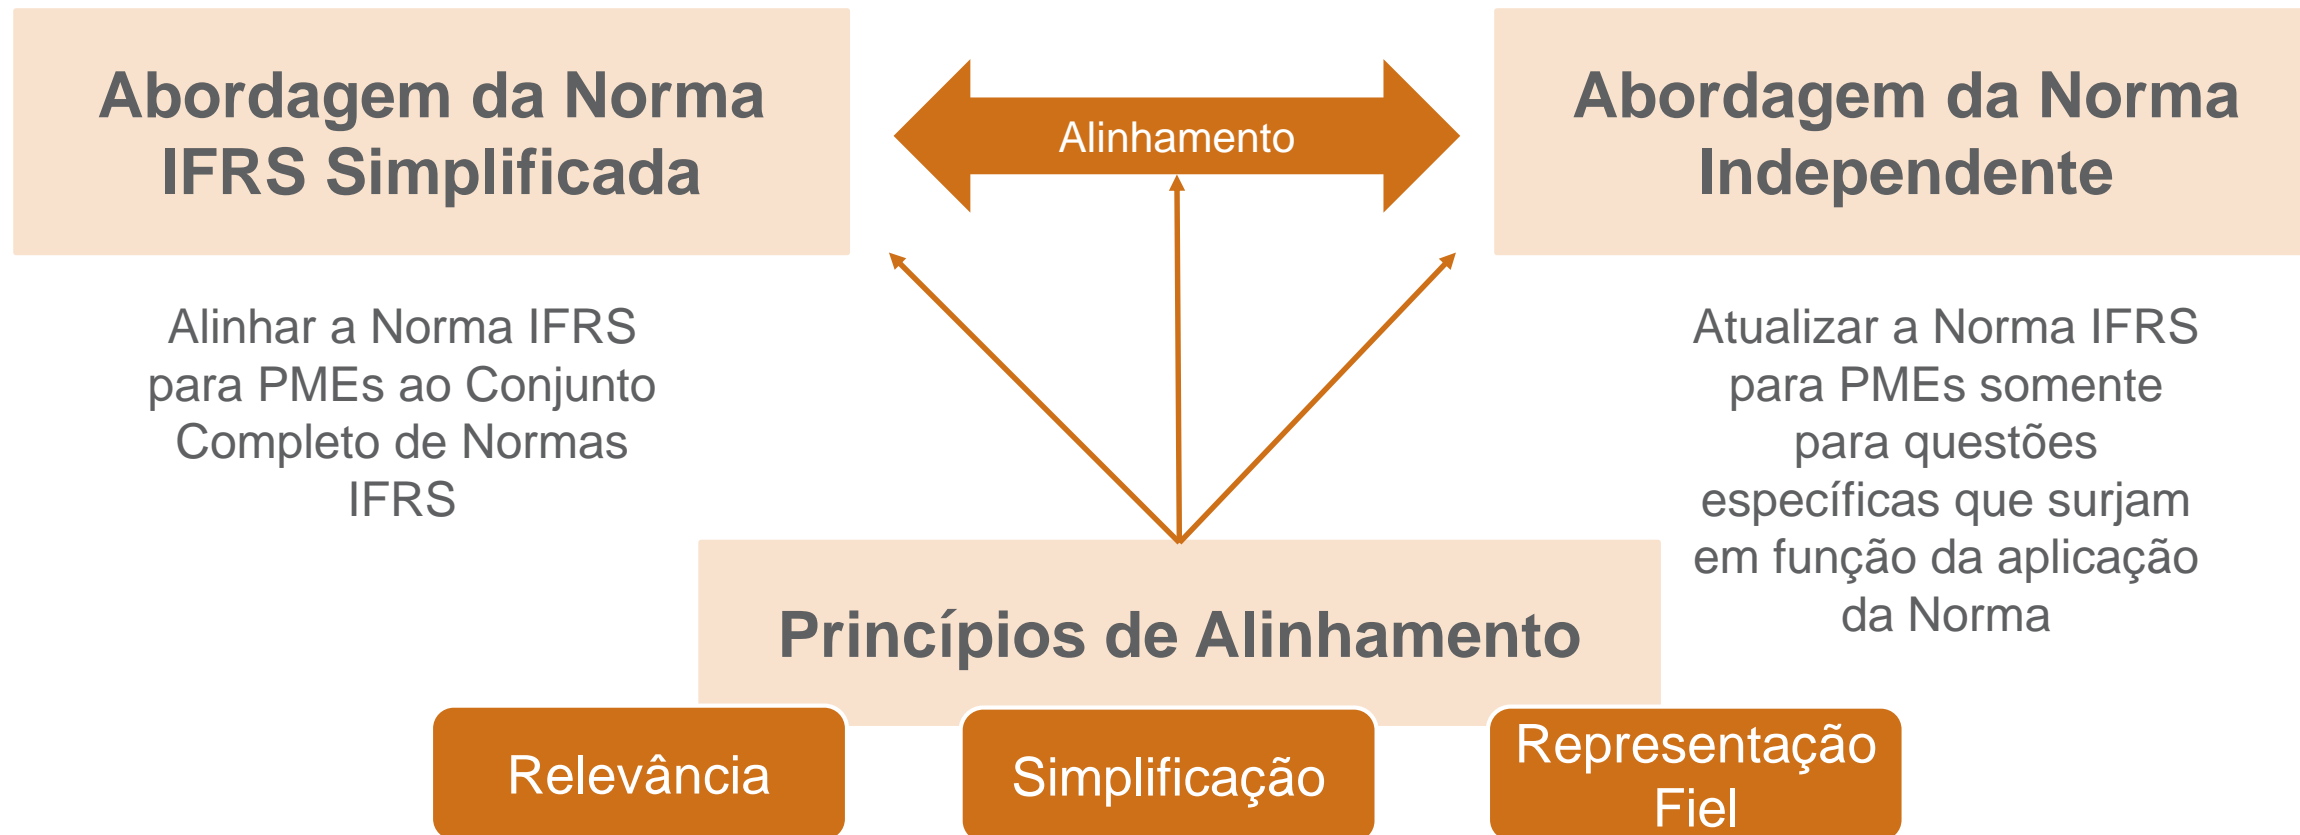 Abordagem da Norma
IFRS Simplificada
Alinhamento
Abordagem da Norma
Independente
Alinhar a Norma IFRS
para PMEs ao Conjunto
Completo de Normas
IFRS
Atualizar a Norma IFRS
para PMEs somente
para questões
específicas que surjam
em função da aplicação
da Norma
Princípios de Alinhamento
Relevância
Simplificação
Representação
Fiel